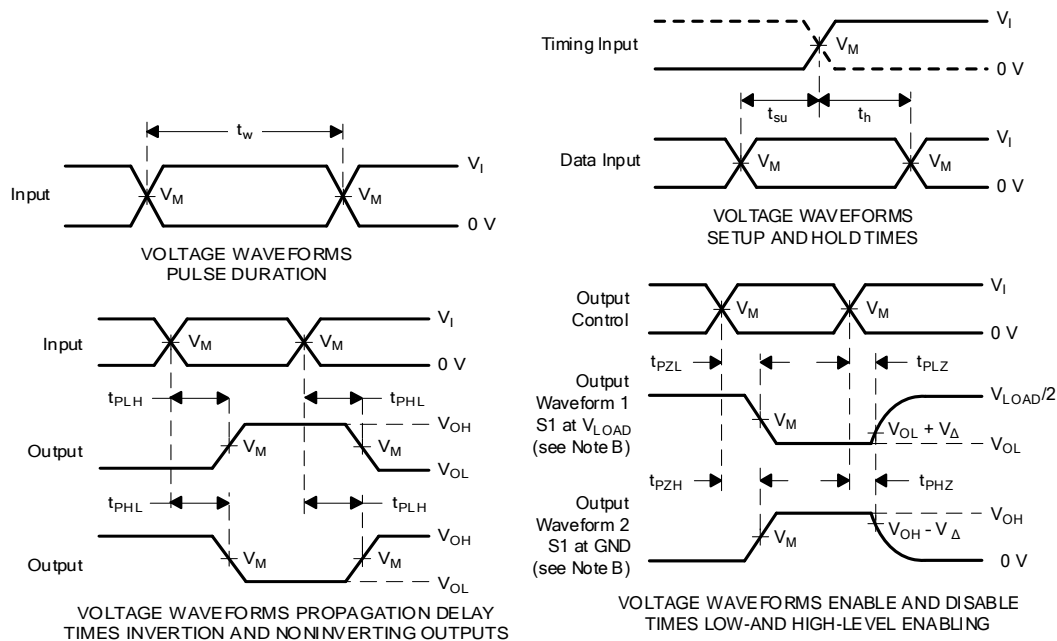 t_w
V_I
Input
V_M
V_M
0 V
VOLTAGE WAVEFORMS
PULSE DURATION
V_I
Timing Input
V_M
0 V
t_su
t_h
V_I
Data Input
V_M
V_M
0 V
VOLTAGE WAVEFORMS
SETUP AND HOLD TIMES
V_I
Input
V_M
V_M
0 V
t_PLH
t_PHL
V_OH
Output
V_M
V_M
V_OL
t_PHL
t_PLH
V_OH
Output
V_M
V_M
V_OL
VOLTAGE WAVEFORMS PROPAGATION DELAY
TIMES INVERTION AND NONINVERTING OUTPUTS
V_I
Output
Control
V_M
V_M
0 V
t_PZL
t_PLZ
Output
Waveform 1
S1 at V_LOAD
(see Note B)
V_LOAD/2
V_M
V_OL + V_Δ
V_OL
t_PZH
t_PHZ
Output
Waveform 2
S1 at GND
(see Note B)
V_OH
V_M
V_OH - V_Δ
0 V
VOLTAGE WAVEFORMS ENABLE AND DISABLE
TIMES LOW-AND HIGH-LEVEL ENABLING